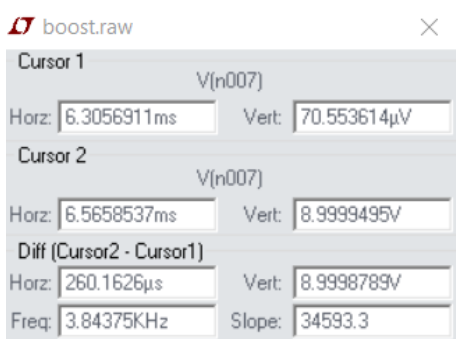 boost.raw
Cursor 1
V(n007)
Horz: 6.3056911ms Vert: 70.553614µV
Cursor 2
V(n007)
Horz: 6.5658537ms Vert: 8.9999495V
Diff (Cursor2 - Cursor1)
Horz: 260.1626µs Vert: 8.9998789V
Freq: 3.84375KHz Slope: 34593.3